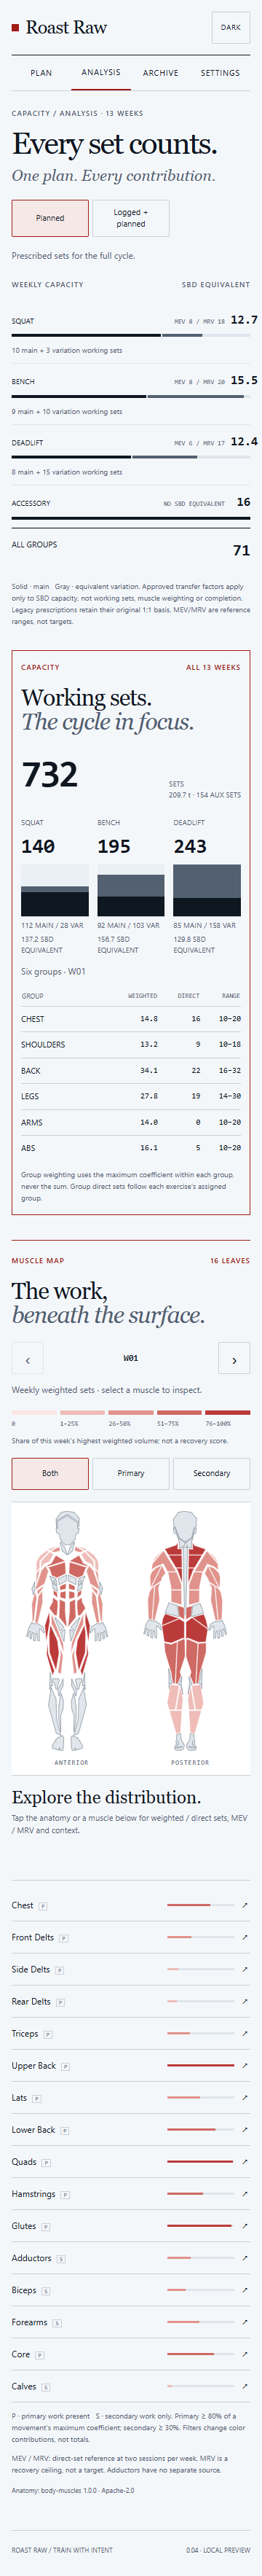 Roast Raw
DARK
PLAN
ANALYSIS
ARCHIVE
SETTINGS
CAPACITY / ANALYSIS · 13 WEEKS
Every set counts.
One plan. Every contribution.
Planned
Logged +
planned
Prescribed sets for the full cycle.
WEEKLY CAPACITY
SBD EQUIVALENT
SQUAT
MEV 8 / MRV 18 12.7
10 main + 3 variation working sets
BENCH
MEV 8 / MRV 20 15.5
9 main + 10 variation working sets
DEADLIFT
MEV 6 / MRV 17 12.4
8 main + 15 variation working sets
ACCESSORY
NO SBD EQUIVALENT 16
ALL GROUPS
71
Solid · main Gray · equivalent variation. Approved transfer factors apply
only to SBD capacity, not working sets, muscle weighting or completion.
Legacy prescriptions retain their original 1:1 basis. MEV/MRV are reference
ranges, not targets.
CAPACITY
ALL 13 WEEKS
Working sets.
The cycle in focus.
732
SETS
209.7 t · 154 AUX SETS
SQUAT
BENCH
DEADLIFT
140
195
243
112 MAIN / 28 VAR
92 MAIN / 103 VAR
85 MAIN / 158 VAR
137.2 SBD
EQUIVALENT
156.7 SBD
EQUIVALENT
129.8 SBD
EQUIVALENT
Six groups · W01
GROUP WEIGHTED DIRECT RANGE
CHEST 14.8 16 10–20
SHOULDERS 13.2 9 10–18
BACK 34.1 22 16–32
LEGS 27.8 19 14–30
ARMS 14.0 0 10–20
ABS 16.1 5 10–20
Group weighting uses the maximum coefficient within each group,
never the sum. Group direct sets follow each exercise's assigned
group.
MUSCLE MAP
16 LEAVES
The work,
beneath the surface.
‹
W01
›
Weekly weighted sets · select a muscle to inspect.
0 1–25% 26–50% 51–75% 76–100%
Share of this week's highest weighted volume; not a recovery score.
Both
Primary
Secondary
ANTERIOR
POSTERIOR
Explore the distribution.
Tap the anatomy or a muscle below for weighted / direct sets, MEV
/ MRV and context.
Chest P ↗
Front Delts P ↗
Side Delts P ↗
Rear Delts P ↗
Triceps P ↗
Upper Back P ↗
Lats P ↗
Lower Back P ↗
Quads P ↗
Hamstrings P ↗
Glutes P ↗
Adductors S ↗
Biceps S ↗
Forearms S ↗
Core P ↗
Calves S ↗
P · primary work present S · secondary work only. Primary ≥ 80% of a
movement's maximum coefficient; secondary ≥ 30%. Filters change color
contributions, not totals.
MEV / MRV: direct-set reference at two sessions per week. MRV is a
recovery ceiling, not a target. Adductors have no separate source.
Anatomy: body-muscles 1.0.0 · Apache-2.0
ROAST RAW / TRAIN WITH INTENT
0.04 · LOCAL PREVIEW